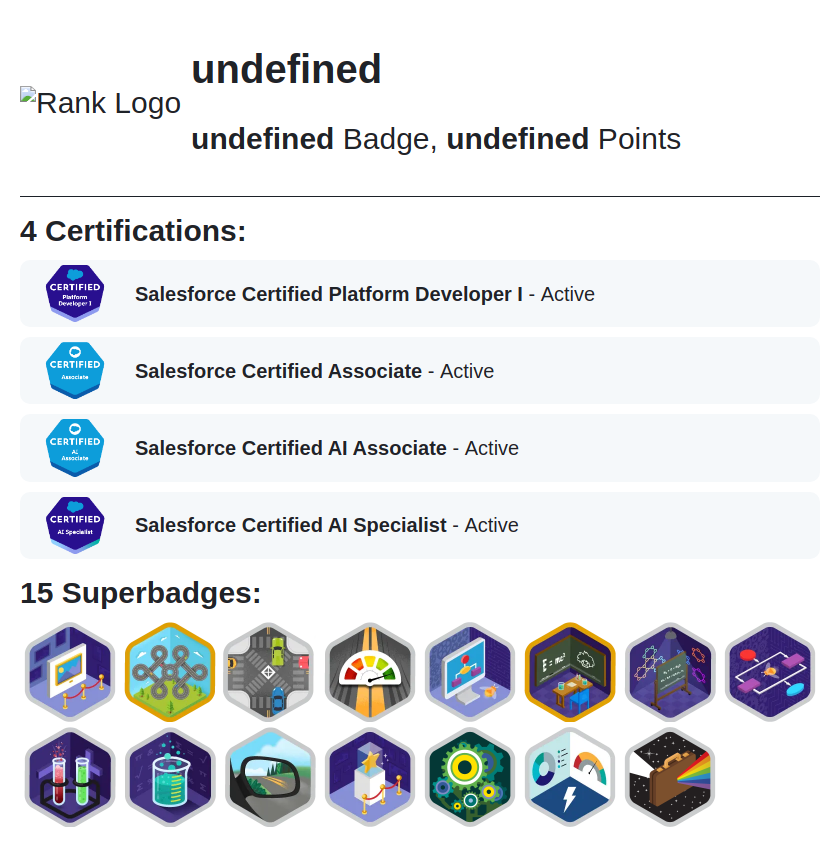 undefined
Rank Logo
undefined Badge, undefined Points
4 Certifications:
CERTIFIED
Platform
Developer I
Salesforce Certified Platform Developer I - Active
CERTIFIED
Associate
Salesforce Certified Associate - Active
CERTIFIED
AI
Associate
Salesforce Certified AI Associate - Active
CERTIFIED
AI Specialist
Salesforce Certified AI Specialist - Active
15 Superbadges:
E = mc²